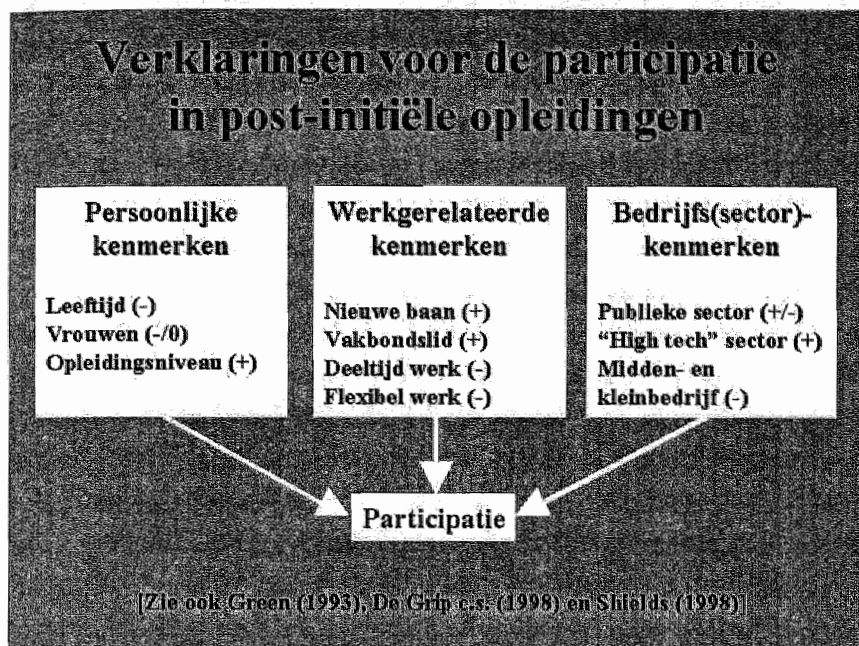 Verklaringen voor de participatie
in post-initiële opleidingen
Persoonlijke
kenmerken
Leeftijd (-)
Vrouwen (-/0)
Opleidingsniveau (+)
Werkgerelateerde
kenmerken
Nieuwe baan (+)
Vakbondslid (+)
Deeltijd werk (-)
Flexibel werk (-)
Bedrijfs(sector)-
kenmerken
Publieke sector (+/-)
“High tech” sector (+)
Midden- en
kleinbedrijf (-)
Participatie
[Zie ook Green (1993), De Grip c.s. (1998) en Shields (1998)]